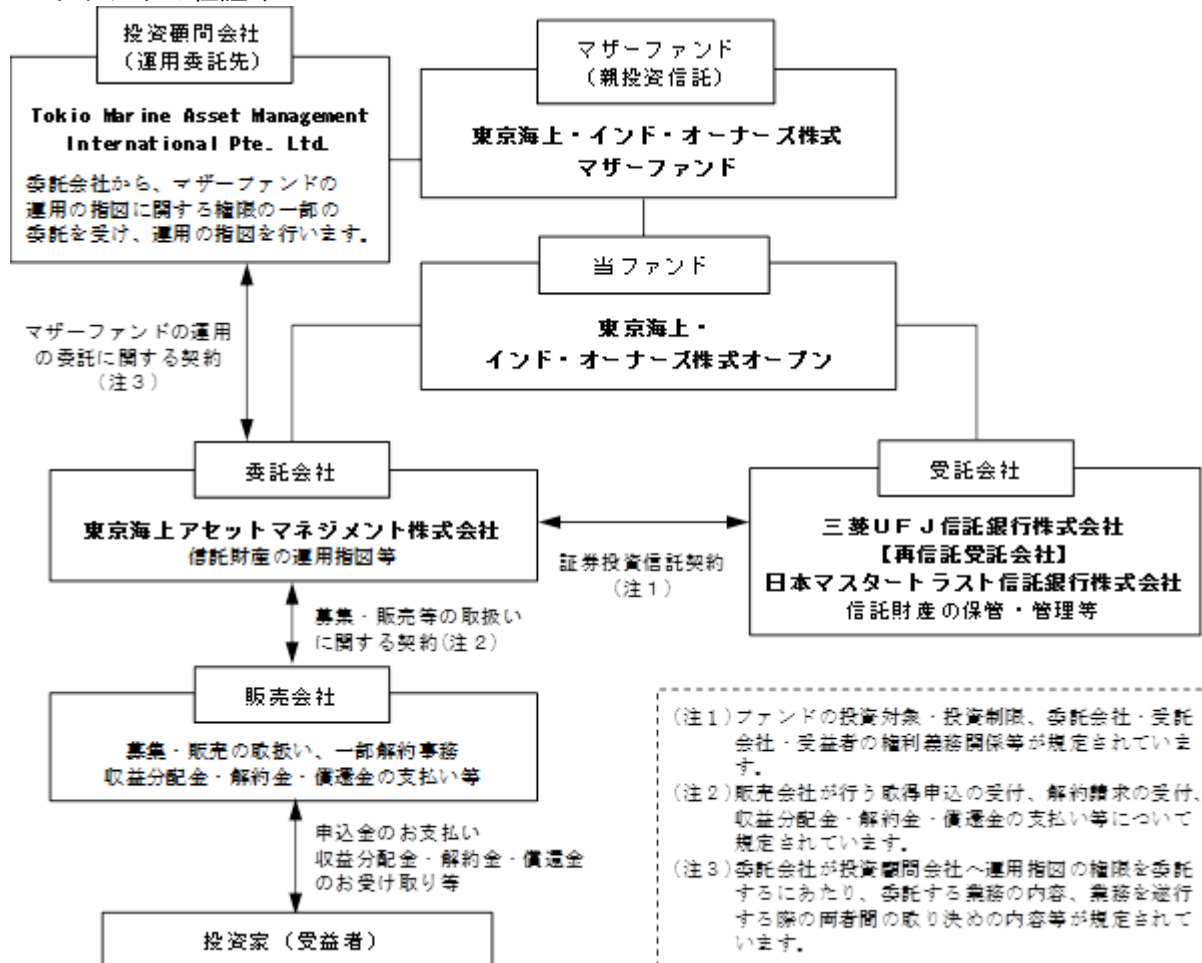 投資顧問会社
（運用委託先）
Tokio Marine Asset Management
International Pte. Ltd.
委託会社から、マザーファンドの
運用の指図に関する権限の一部の
委託を受け、運用の指図を行います。
マザーファンド
（親投資信託）
東京海上・インド・オーナーズ株式
マザーファンド
当ファンド
東京海上・
インド・オーナーズ株式オープン
マザーファンドの運用
の委託に関する契約
（注３）
委託会社
東京海上アセットマネジメント株式会社
信託財産の運用指図等
証券投資信託契約
（注１）
受託会社
三菱ＵＦＪ信託銀行株式会社
【再信託受託会社】
日本マスタートラスト信託銀行株式会社
信託財産の保管・管理等
募集・販売等の取扱い
に関する契約(注２)
販売会社
募集・販売の取扱い、一部解約事務
収益分配金・解約金・償還金の支払い等
申込金のお支払い
収益分配金・解約金・償還金
のお受け取り等
投資家（受益者）
(注１)ファンドの投資対象・投資制限、委託会社・受託
会社・受益者の権利義務関係等が規定されていま
す。
(注２)販売会社が行う取得申込の受付、解約請求の受付、
収益分配金・解約金・償還金の支払い等について
規定されています。
(注３)委託会社が投資顧問会社へ運用指図の権限を委託
するにあたり、委託する業務の内容、業務を遂行
する際の両者間の取り決めの内容等が規定されて
います。